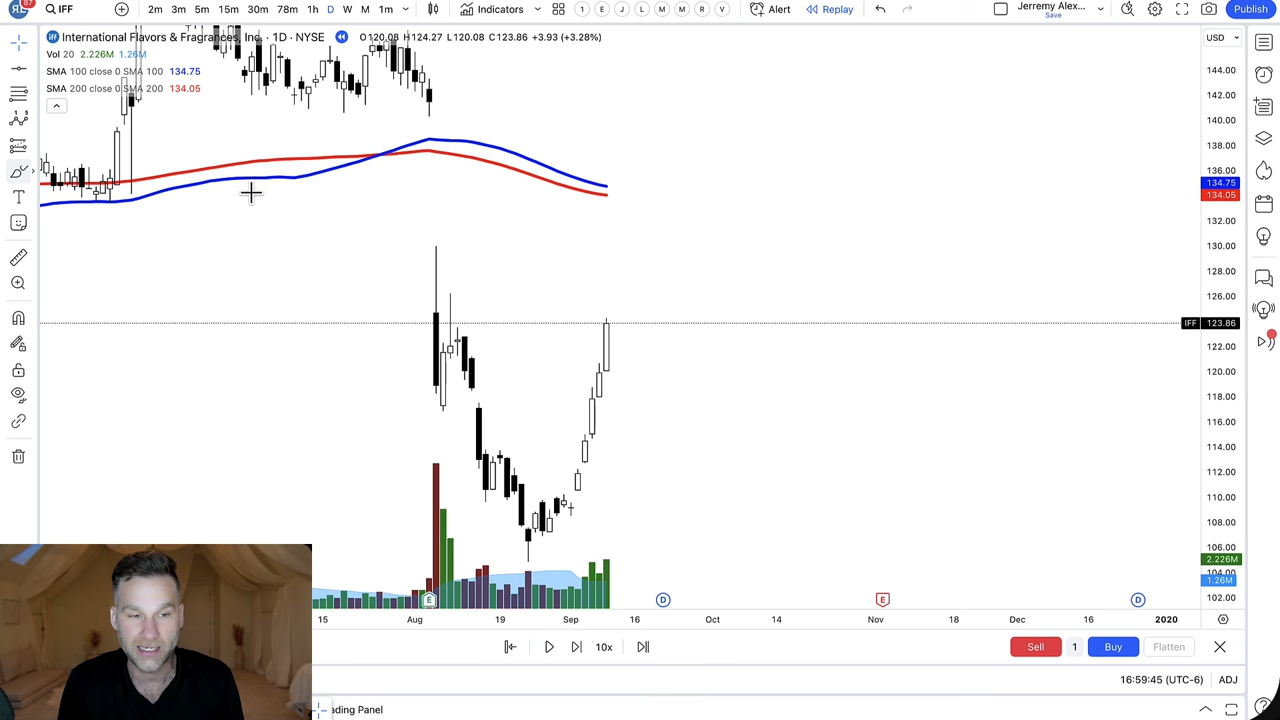 87
IFF
2m 3m 5m 15m 30m 78m 1h D W M 1m
Indicators
1 E J L M M R V
Alert
Replay
Jerremy Alex...
Save
Publish
iff International Flavors & Fragrances, Inc. · 1D · NYSE O120.08 H124.27 L120.08 C123.86 +3.93 (+3.28%)
USD
Vol 20 2.226M 1.26M
SMA 100 close 0 SMA 100 134.75
SMA 200 close 0 SMA 200 134.05
144.00
142.00
140.00
138.00
136.00
134.75
134.05
132.00
130.00
128.00
126.00
IFF 123.86
122.00
120.00
118.00
116.00
114.00
112.00
110.00
108.00
106.00
2.226M
104.00
1.26M
102.00
E D E D
15 Aug 19 Sep 16 Oct 14 Nov 18 Dec 16 2020
10x
Sell 1 Buy Flatten
16:59:45 (UTC-6) ADJ
ading Panel